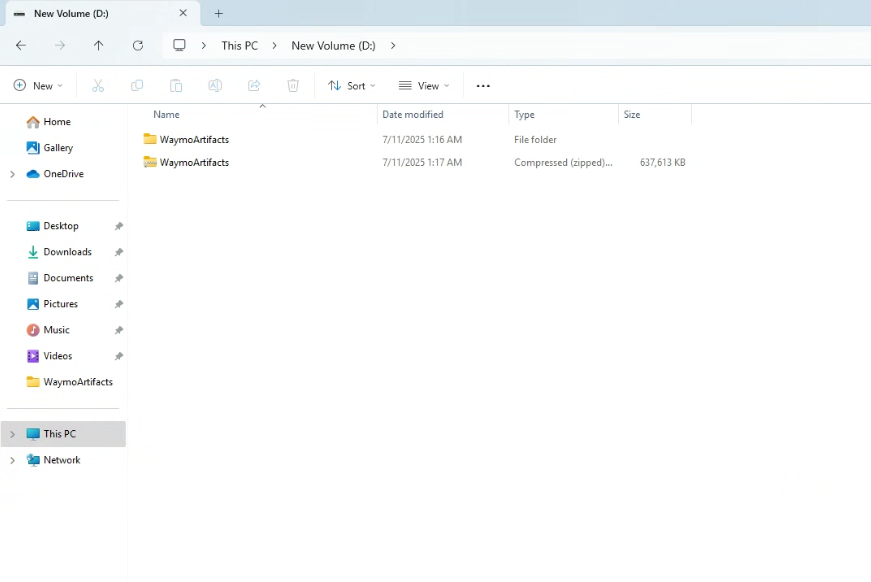 New Volume (D:)
This PC > New Volume (D:) >
New Sort View ...
Name Date modified Type Size
WaymoArtifacts 7/11/2025 1:16 AM File folder
WaymoArtifacts 7/11/2025 1:17 AM Compressed (zipped)... 637,613 KB
Home
Gallery
OneDrive
Desktop
Downloads
Documents
Pictures
Music
Videos
WaymoArtifacts
This PC
Network